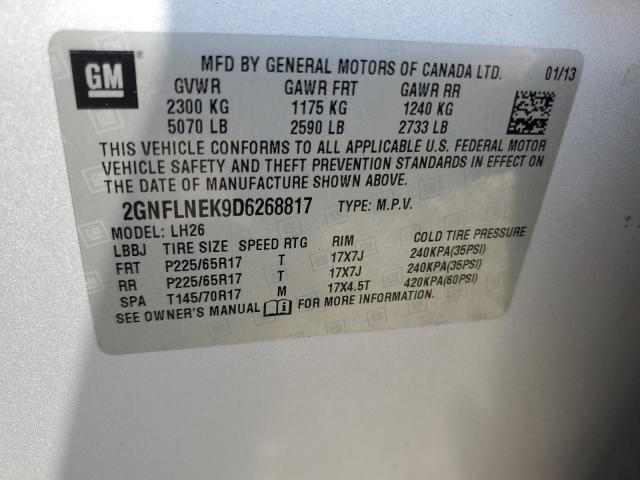 GM
MFD BY GENERAL MOTORS OF CANADA LTD. 01/13
GVWR GAWR FRT GAWR RR
2300 KG 1175 KG 1240 KG
5070 LB 2590 LB 2733 LB
THIS VEHICLE CONFORMS TO ALL APPLICABLE U.S. FEDERAL MOTOR
VEHICLE SAFETY AND THEFT PREVENTION STANDARDS IN EFFECT ON
THE DATE OF MANUFACTURE SHOWN ABOVE.
2GNFLNEK9D6268817 TYPE: M.P.V.
MODEL: LH26
LBBJ TIRE SIZE SPEED RTG RIM COLD TIRE PRESSURE
FRT P225/65R17 T 17X7J 240KPA(35PSI)
RR P225/65R17 T 17X7J 240KPA(35PSI)
SPA T145/70R17 M 17X4.5T 420KPA(60PSI)
SEE OWNER'S MANUAL FOR MORE INFORMATION.